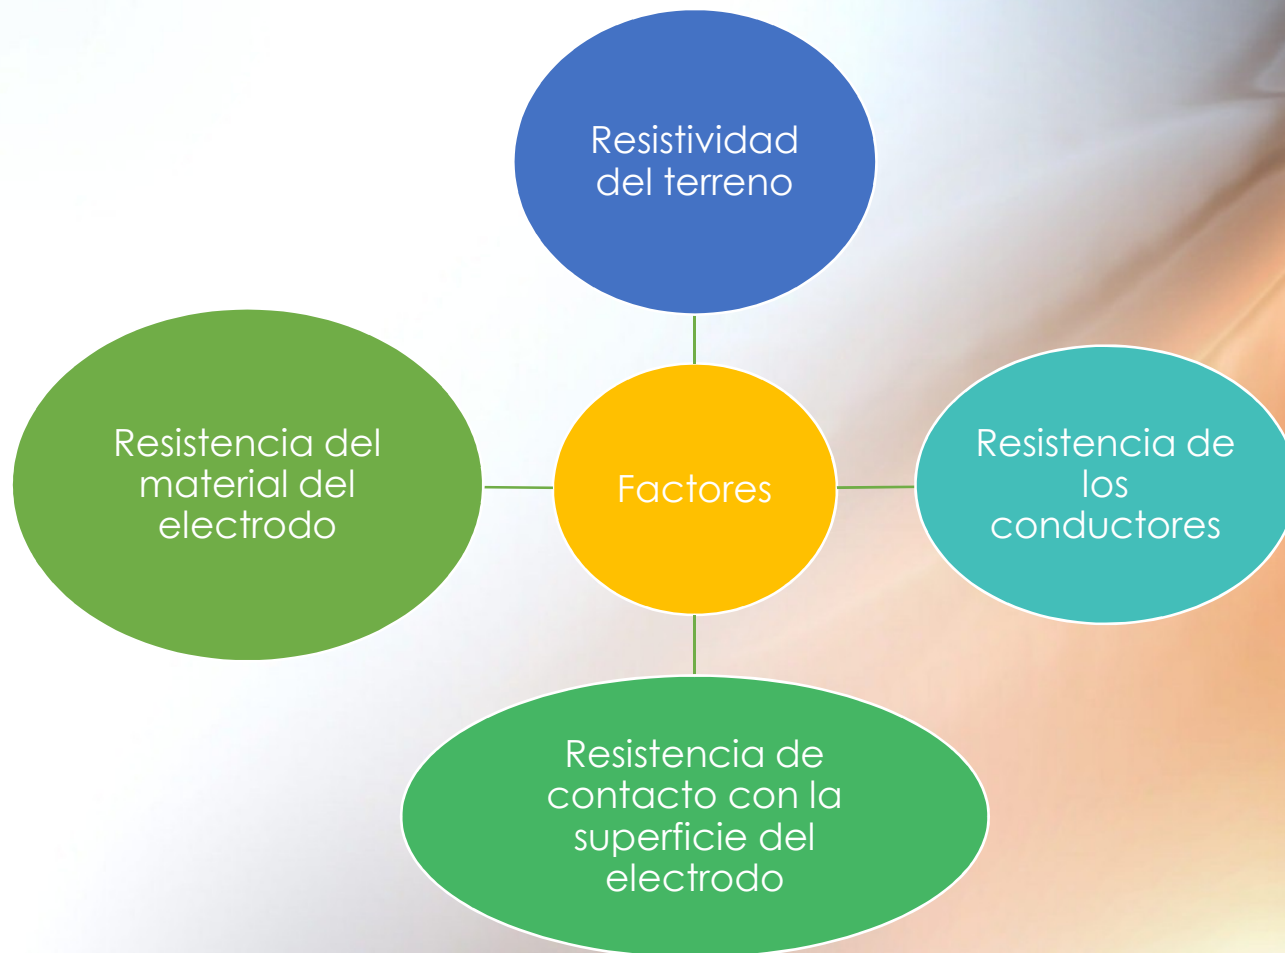 Resistividad
del terreno
Resistencia del
material del
electrodo
Factores
Resistencia de
los
conductores
Resistencia de
contacto con la
superficie del
electrodo